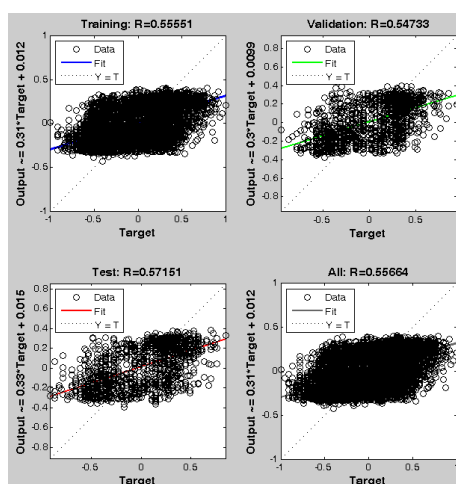 Training: R=0.55551
Output ~= 0.31*Target + 0.012
1
0.5
0
-0.5
-1
Data
Fit
Y = T
-1 -0.5 0 0.5 1
Target
Validation: R=0.54733
Output ~= 0.3*Target + 0.0099
0.8
0.6
0.4
0.2
0
-0.2
-0.4
-0.6
-0.8
Data
Fit
Y = T
-0.5 0 0.5
Target
Test: R=0.57151
Output ~= 0.33*Target + 0.015
0.8
0.6
0.4
0.2
0
-0.2
-0.4
-0.6
-0.8
Data
Fit
Y = T
-0.5 0 0.5
Target
All: R=0.55664
Output ~= 0.31*Target + 0.012
1
0.5
0
-0.5
-1
Data
Fit
Y = T
-1 -0.5 0 0.5 1
Target